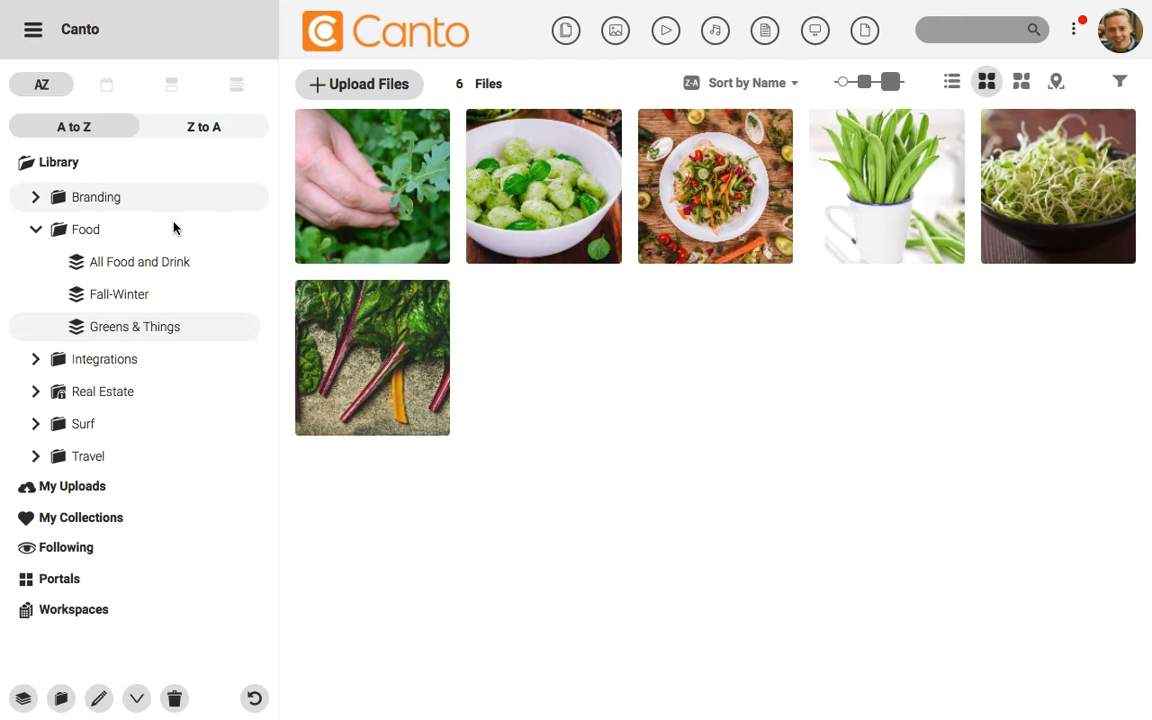 Canto
Canto
AZ
Upload Files
6 Files
Z-A Sort by Name
A to Z
Z to A
Library
Branding
Food
All Food and Drink
Fall-Winter
Greens & Things
Integrations
Real Estate
Surf
Travel
My Uploads
My Collections
Following
Portals
Workspaces